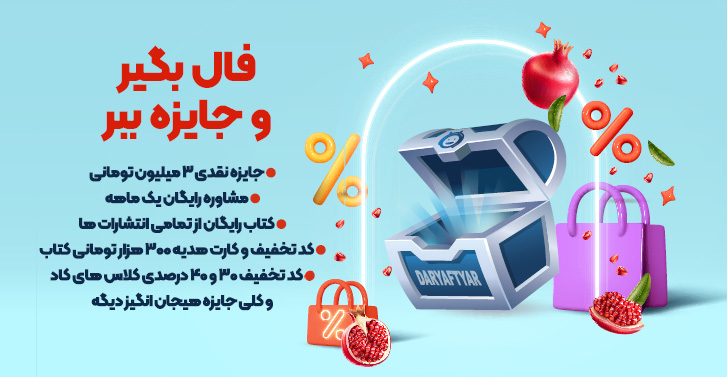 فال بگیر
و جایزه ببر
جایزه نقدی ۳ میلیون تومانی
مشاوره رایگان یک ماهه
کتاب رایگان از تمامی انتشارات ها
کد تخفیف و کارت هدیه ۳۰۰ هزار تومانی کتاب
کد تخفیف ۳۰ و ۴۰ درصدی کلاس های کاد
و کلی جایزه هیجان انگیز دیگه
DARYAFTYAR
%
%
%